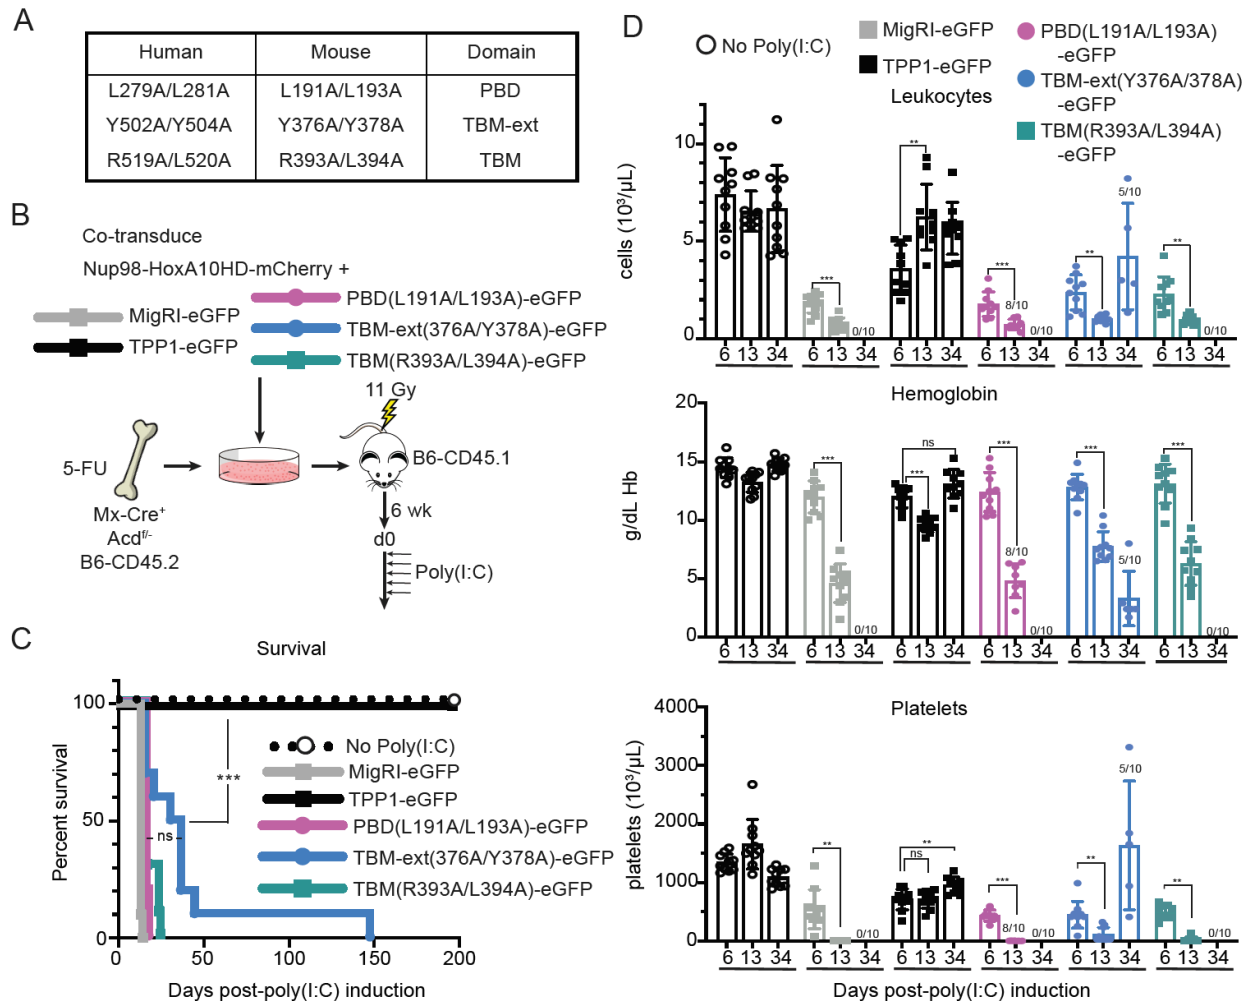 A
Human Mouse Domain
L279A/L281A L191A/L193A PBD
Y502A/Y504A Y376A/Y378A TBM-ext
R519A/L520A R393A/L394A TBM
B
Co-transduce
Nup98-HoxA10HD-mCherry +
MigRI-eGFP
TPP1-eGFP
PBD(L191A/L193A)-eGFP
TBM-ext(376A/Y378A)-eGFP
TBM(R393A/L394A)-eGFP
11 Gy
5-FU
B6-CD45.1
Mx-Cre+
Acdf/-
B6-CD45.2
6 wk
d0
Poly(I:C)
C
Survival
Percent survival
100
50
0
0 50 100 150 200
Days post-poly(I:C) induction
***
ns
No Poly(I:C)
MigRI-eGFP
TPP1-eGFP
PBD(L191A/L193A)-eGFP
TBM-ext(376A/Y378A)-eGFP
TBM(R393A/L394A)-eGFP
D
No Poly(I:C)
MigRI-eGFP
TPP1-eGFP
PBD(L191A/L193A)
-eGFP
TBM-ext(Y376A/378A)
-eGFP
TBM(R393A/L394A)
-eGFP
Leukocytes
cells (10³/μL)
10
5
0
*** ** *** ** **
0/10 8/10 0/10 5/10 0/10
6 13 34 6 13 34 6 13 34 6 13 34 6 13 34 6 13 34
Hemoglobin
g/dL Hb
20
15
10
5
0
*** ns *** *** *** ***
0/10 8/10 0/10 5/10 0/10
6 13 34 6 13 34 6 13 34 6 13 34 6 13 34 6 13 34
Platelets
platelets (10³/μL)
4000
3000
2000
1000
0
** ns ** *** ** **
0/10 8/10 0/10 5/10 0/10
6 13 34 6 13 34 6 13 34 6 13 34 6 13 34 6 13 34
Days post-poly(I:C) induction